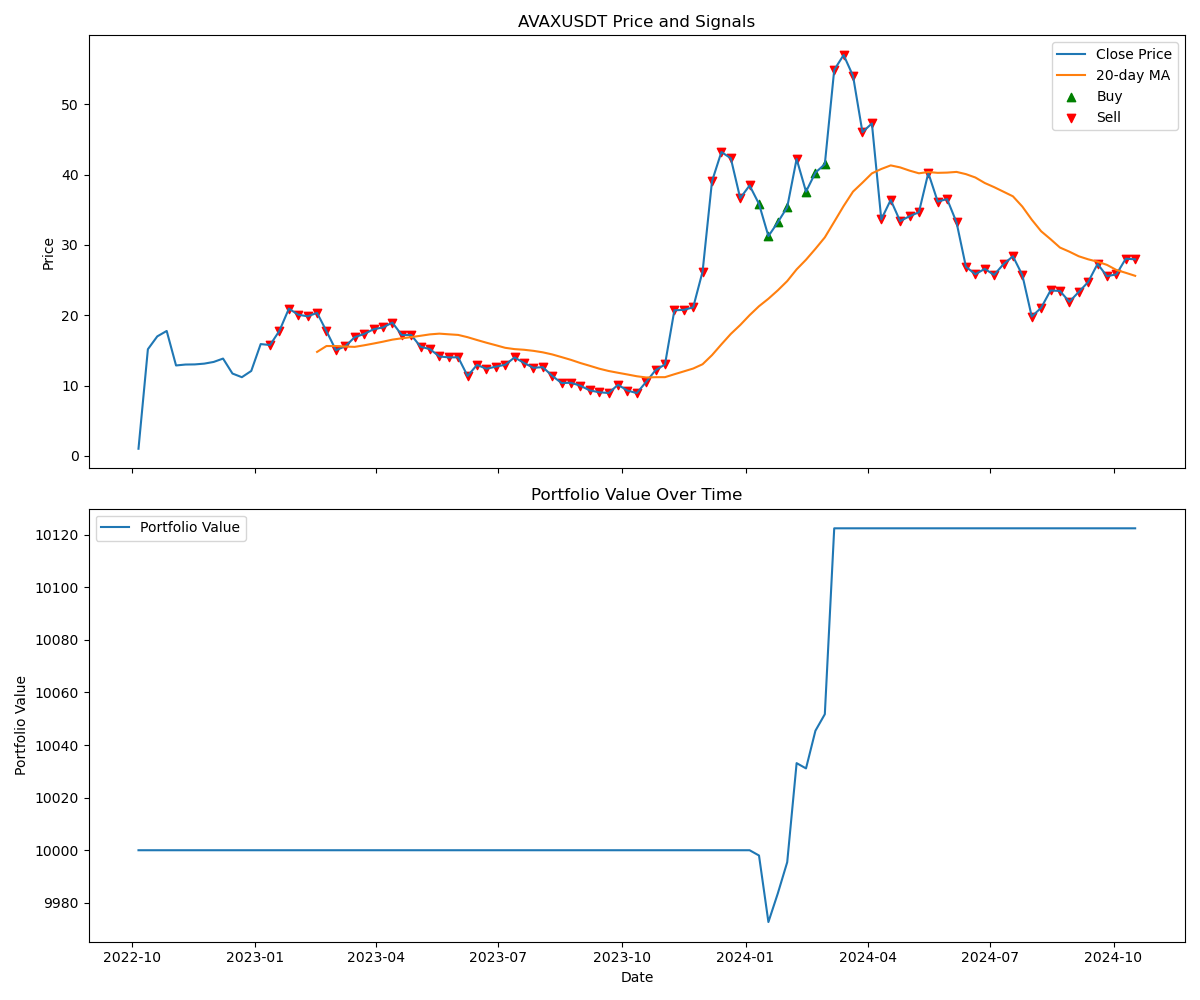 AVAXUSDT Price and Signals
Close Price
20-day MA
Buy
Sell
Price
50
40
30
20
10
0
Portfolio Value Over Time
Portfolio Value
Portfolio Value
10120
10100
10080
10060
10040
10020
10000
9980
2022-10
2023-01
2023-04
2023-07
2023-10
2024-01
2024-04
2024-07
2024-10
Date